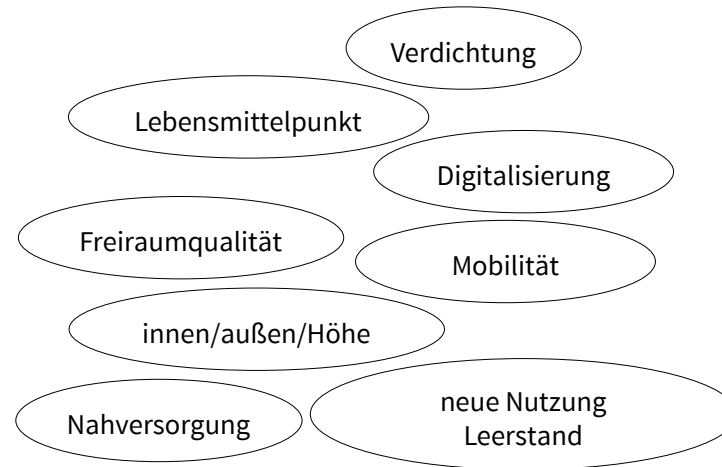 Verdichtung
Lebensmittelpunkt
Digitalisierung
Freiraumqualität
Mobilität
innen/außen/Höhe
neue Nutzung
Leerstand
Nahversorgung